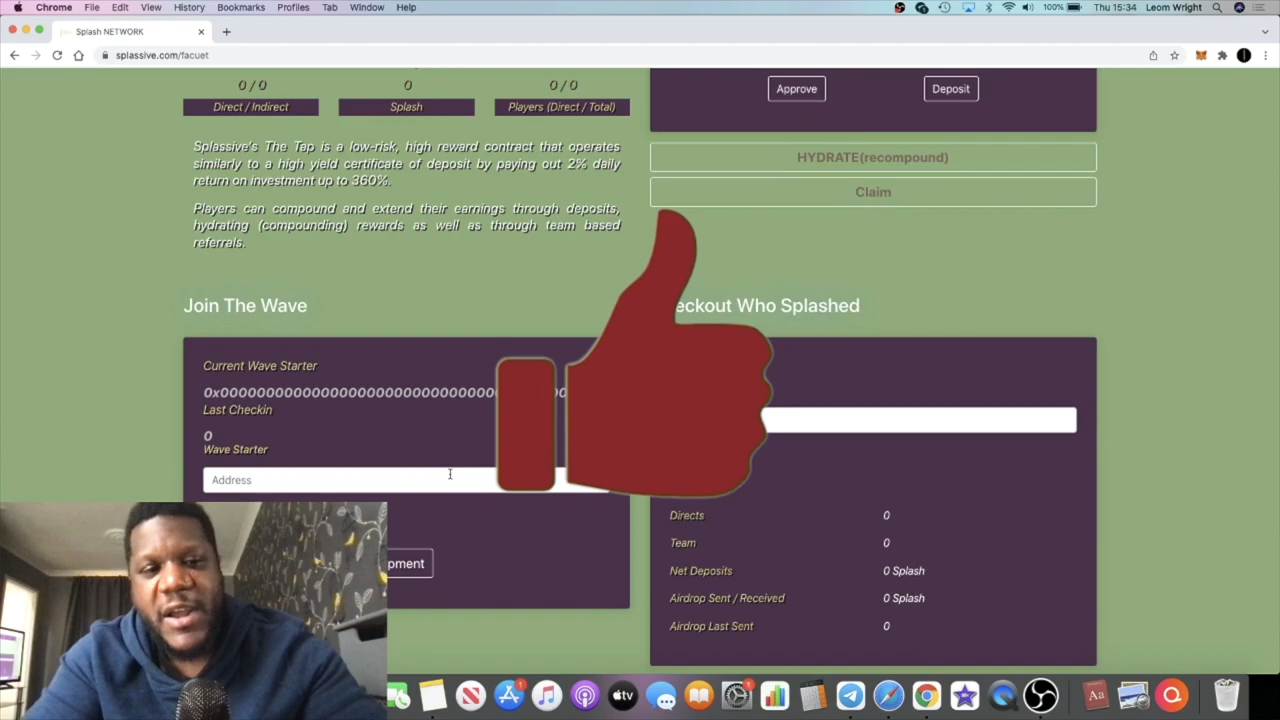 Chrome File Edit View History Bookmarks Profiles Tab Window Help 100% Thu 15:34 Leom Wright
Splash NETWORK
splassive.com/facuet
0 / 0 0 0 / 0
Direct / Indirect Splash Players (Direct / Total)
Approve Deposit
Splassive's The Tap is a low-risk, high reward contract that operates
similarly to a high yield certificate of deposit by paying out 2% daily
return on investment up to 360%.
Players can compound and extend their earnings through deposits,
hydrating (compounding) rewards as well as through team based
referrals.
HYDRATE(recompound)
Claim
Join The Wave
Current Wave Starter
Last Checkin
0
Wave Starter
Address
pment
eckout Who Splashed
Directs 0
Team 0
Net Deposits 0 Splash
Airdrop Sent / Received 0 Splash
Airdrop Last Sent 0
tv
Aa